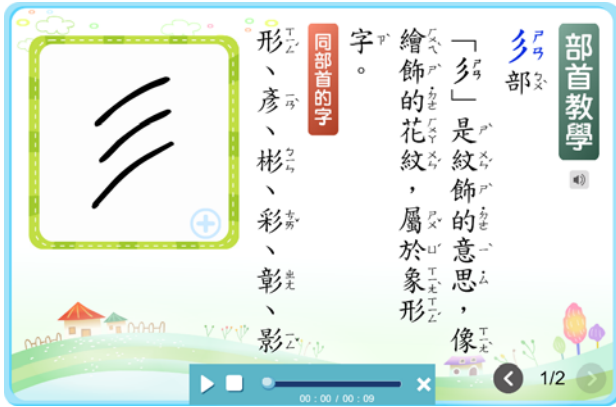 部首教學
彡部
「彡」是紋飾的意思，像
繪飾的花紋，屬於象形
字。
同部首的字
形、彥、彬、彩、彰、影
1/2
00:00 / 00:09